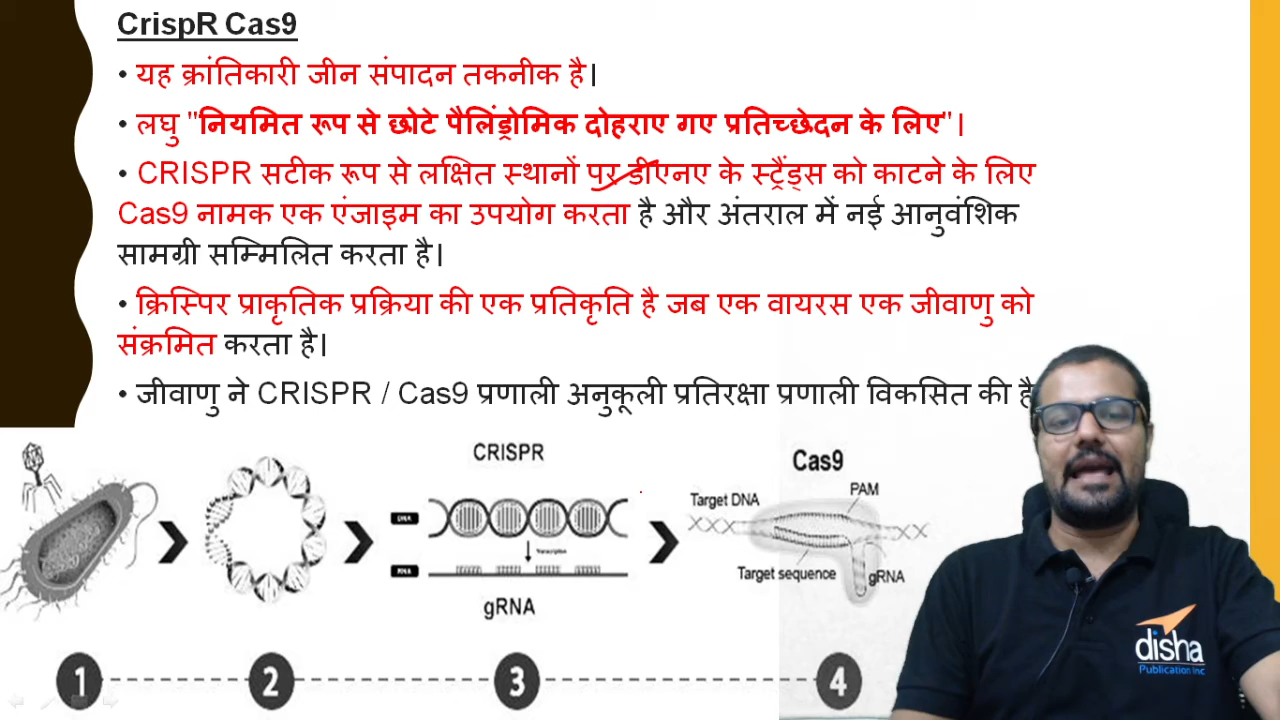 CrispR Cas9
• यह क्रांतिकारी जीन संपादन तकनीक है।
• लघु "नियमित रूप से छोटे पैलिंड्रोमिक दोहराए गए प्रतिच्छेदन के लिए"।
• CRISPR सटीक रूप से लक्षित स्थानों पर डीएनए के स्ट्रैंड्स को काटने के लिए
Cas9 नामक एक एंजाइम का उपयोग करता है और अंतराल में नई आनुवंशिक
सामग्री सम्मिलित करता है।
• क्रिस्पिर प्राकृतिक प्रक्रिया की एक प्रतिकृति है जब एक वायरस एक जीवाणु को
संक्रमित करता है।
• जीवाणु ने CRISPR / Cas9 प्रणाली अनुकूली प्रतिरक्षा प्रणाली विकसित की है
CRISPR
DNA
Transcription
RNA
gRNA
Cas9
Target DNA
PAM
Target sequence
gRNA
1
2
3
4
disha
Publication Inc